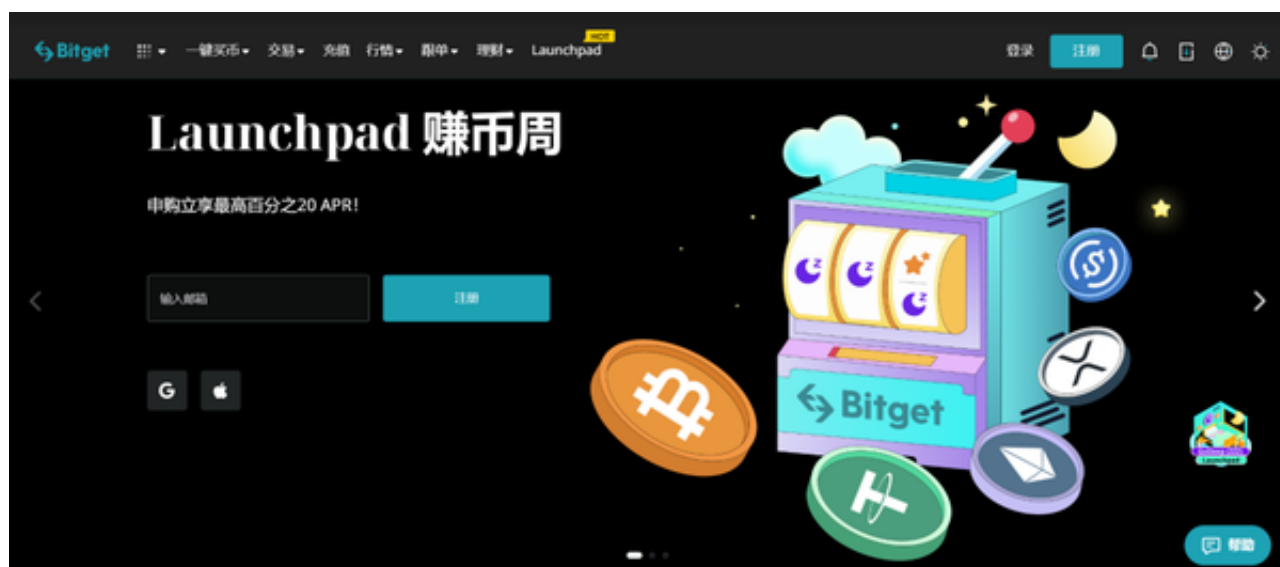 Bitget 一键买币 交易 充值 行情 跟单 理财 Launchpad HOT 登录 注册
Launchpad 赚币周
申购立享最高百分之20 APR!
输入邮箱 注册
Bitget
Launchpad
帮助